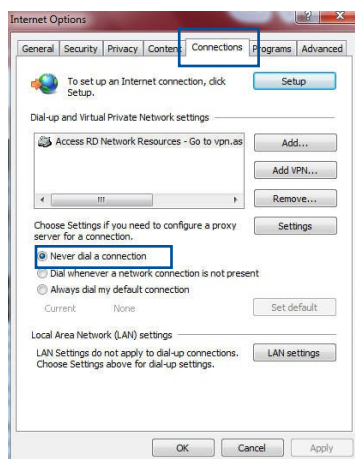 Internet Options
General Security Privacy Content Connections Programs Advanced
To set up an Internet connection, click
Setup.
Setup
Dial-up and Virtual Private Network settings
Access RD Network Resources - Go to vpn.as
Add...
Add VPN...
Remove...
Choose Settings if you need to configure a proxy
server for a connection.
Settings
Never dial a connection
Dial whenever a network connection is not present
Always dial my default connection
Current None
Set default
Local Area Network (LAN) settings
LAN Settings do not apply to dial-up connections.
Choose Settings above for dial-up settings.
LAN settings
OK Cancel Apply